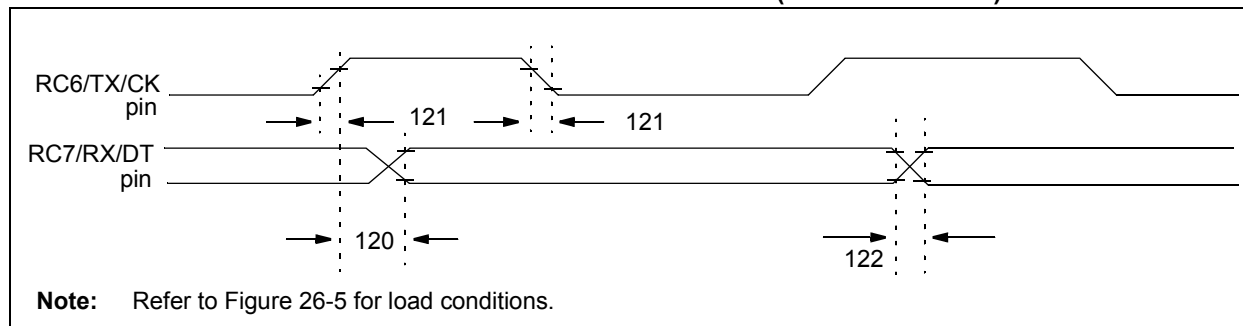 RC6/TX/CK
pin
121
121
RC7/RX/DT
pin
120
122
Note: Refer to Figure 26-5 for load conditions.